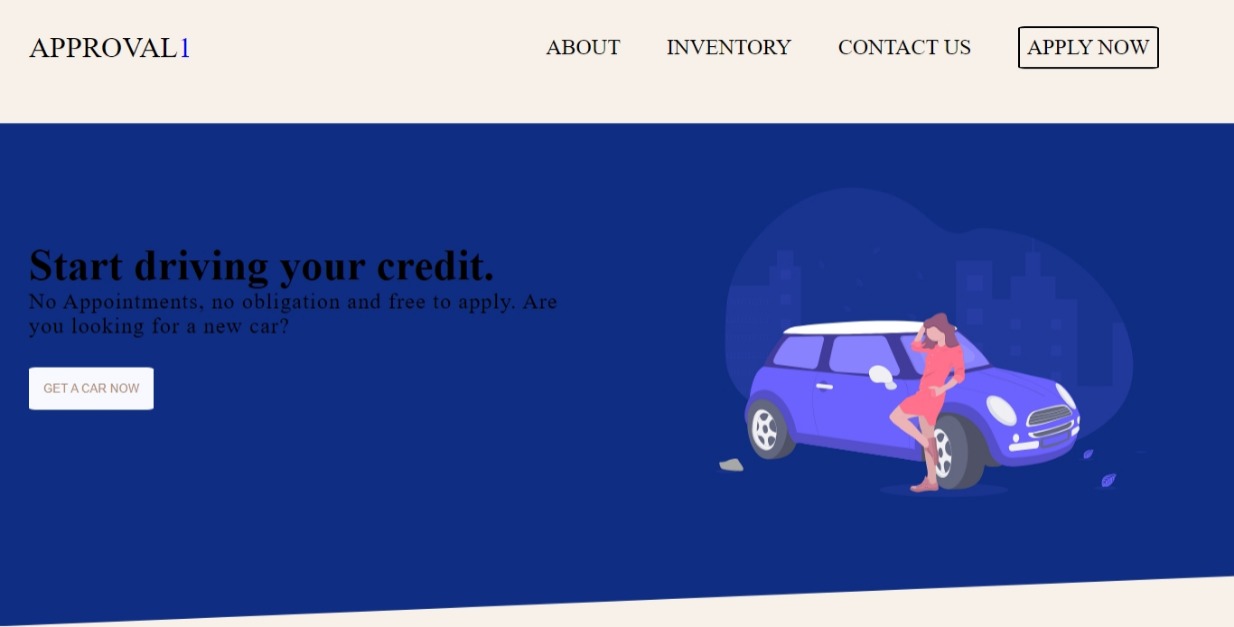 APPROVAL1
ABOUT
INVENTORY
CONTACT US
APPLY NOW
Start driving your credit.
No Appointments, no obligation and free to apply. Are
you looking for a new car?
GET A CAR NOW